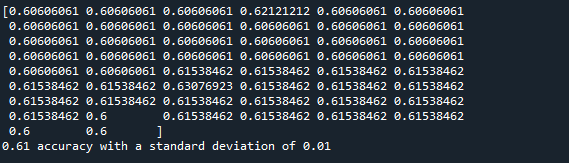 [0.60606061 0.60606061 0.60606061 0.62121212 0.60606061 0.60606061
0.60606061 0.60606061 0.60606061 0.60606061 0.60606061 0.60606061
0.60606061 0.60606061 0.60606061 0.60606061 0.60606061 0.60606061
0.60606061 0.60606061 0.60606061 0.60606061 0.60606061 0.60606061
0.60606061 0.60606061 0.61538462 0.61538462 0.61538462 0.61538462
0.61538462 0.61538462 0.63076923 0.61538462 0.61538462 0.61538462
0.61538462 0.61538462 0.61538462 0.61538462 0.61538462 0.61538462
0.61538462 0.6 0.61538462 0.61538462 0.61538462 0.61538462
0.6 0.6 ]
0.61 accuracy with a standard deviation of 0.01